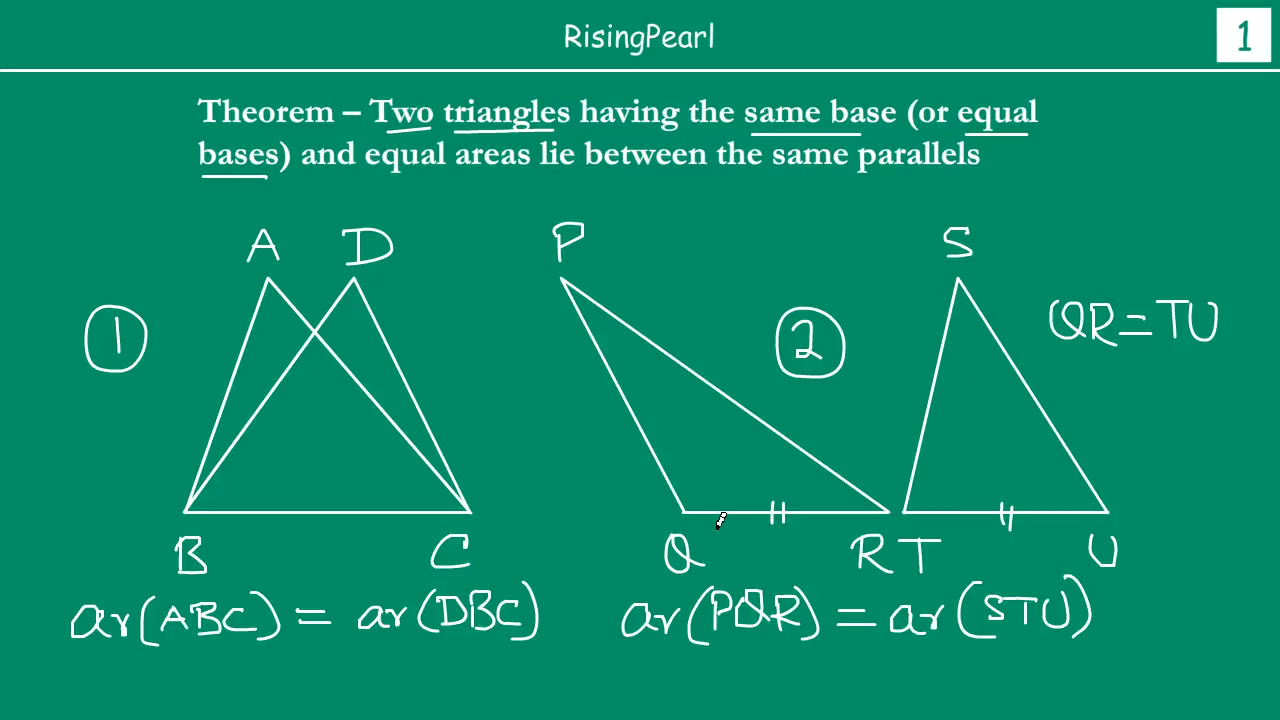 RisingPearl
1
Theorem – Two triangles having the same base (or equal
bases) and equal areas lie between the same parallels
A D P S
1 2 QR=TU
B C Q R T U
ar(ABC) = ar(DBC) ar(PQR) = ar(STU)